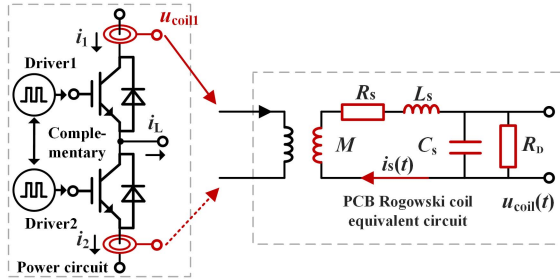 u_coil1
i_1
Driver1
Comple-
mentary
i_L
Driver2
i_2
Power circuit
R_S
L_S
M
C_s
R_D
i_s(t)
u_coil(t)
PCB Rogowski coil
equivalent circuit